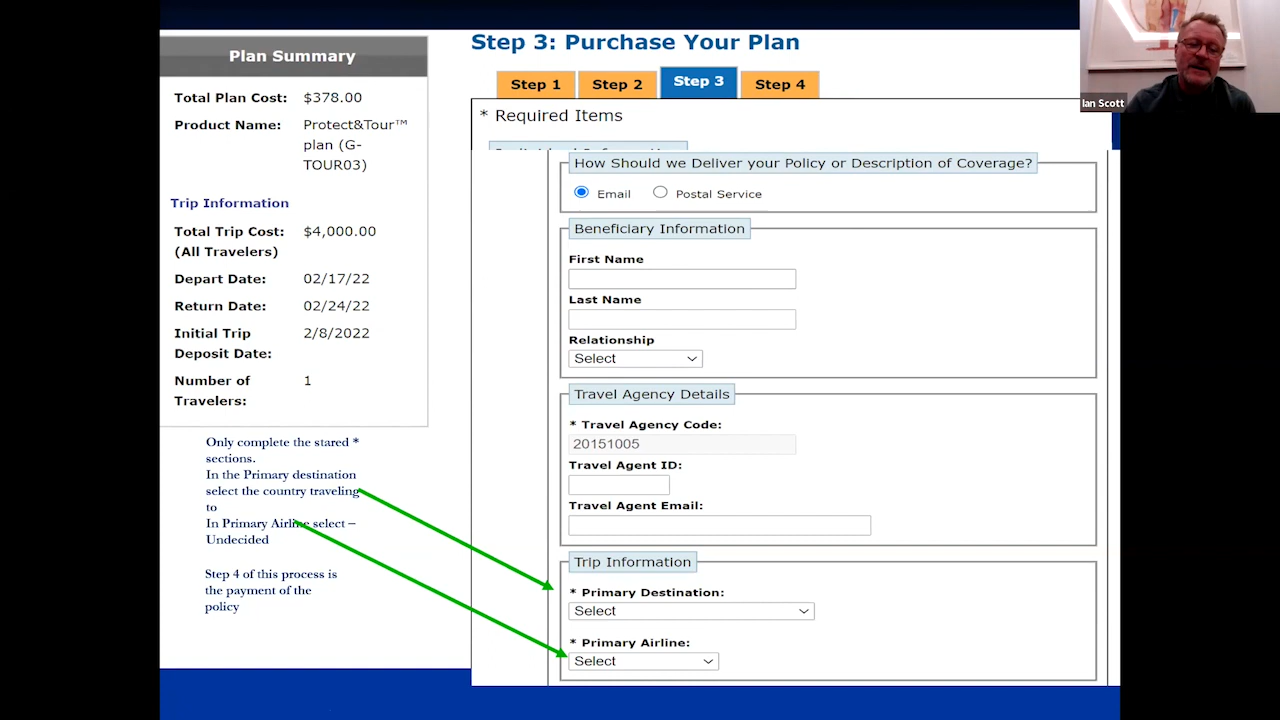 Plan Summary
Total Plan Cost: $378.00
Product Name: Protect&Tour™
plan (G-
TOUR03)
Trip Information
Total Trip Cost: $4,000.00
(All Travelers)
Depart Date: 02/17/22
Return Date: 02/24/22
Initial Trip 2/8/2022
Deposit Date:
Number of 1
Travelers:
Only complete the stared *
sections.
In the Primary destination
select the country traveling
to
In Primary Airline select –
Undecided
Step 4 of this process is
the payment of the
policy
Step 3: Purchase Your Plan
Step 1 Step 2 Step 3 Step 4
* Required Items
How Should we Deliver your Policy or Description of Coverage?
Email Postal Service
Beneficiary Information
First Name
Last Name
Relationship
Select
Travel Agency Details
* Travel Agency Code:
20151005
Travel Agent ID:
Travel Agent Email:
Trip Information
* Primary Destination:
Select
* Primary Airline:
Select
Ian Scott